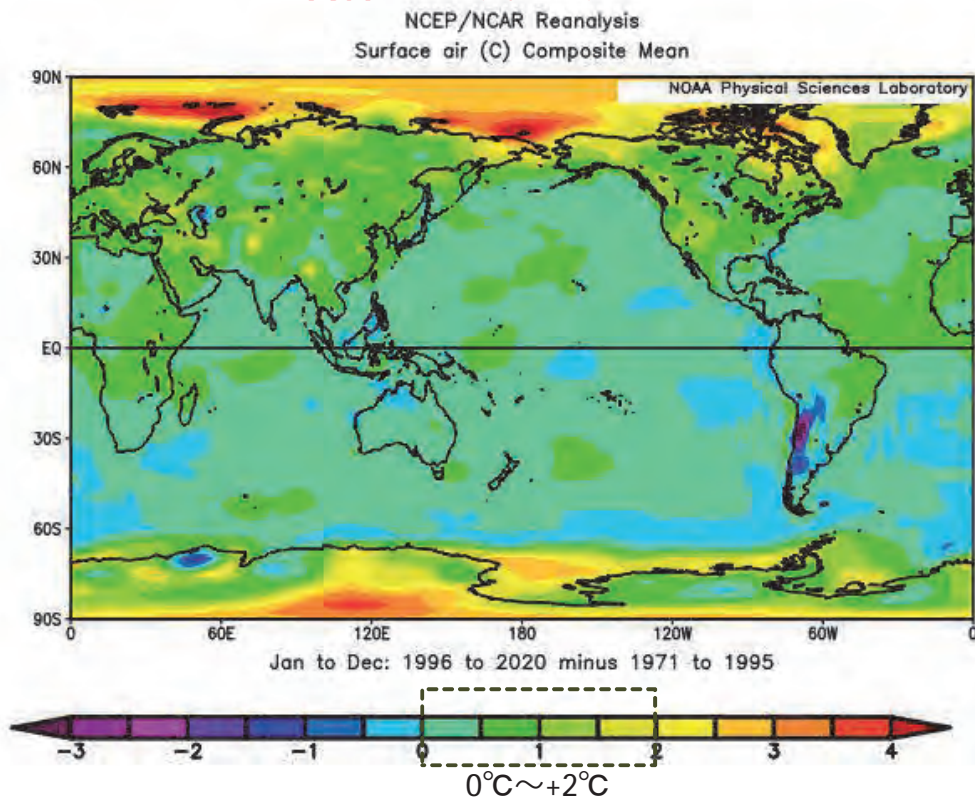 NCEP/NCAR Reanalysis
Surface air (C) Composite Mean
NOAA Physical Sciences Laboratory
90N
60N
30N
EQ
30S
60S
90S
0 60E 120E 180 120W 60W 0
Jan to Dec: 1996 to 2020 minus 1971 to 1995
-3 -2 -1 0 1 2 3 4
0℃～+2℃